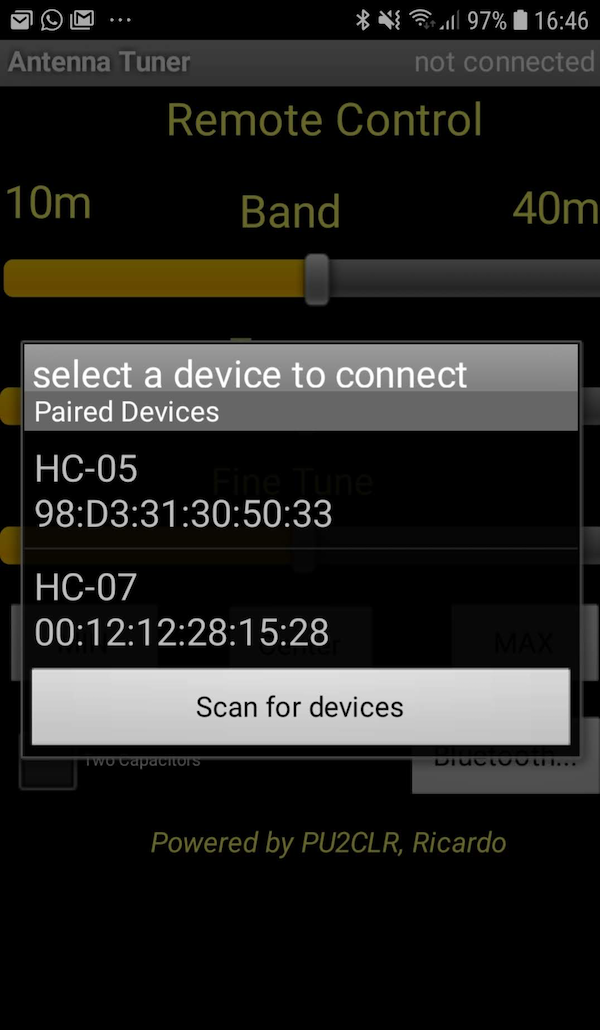 97% 16:46
Antenna Tuner not connected
Remote Control
10m Band 40m
select a device to connect
Paired Devices
HC-05
Fine Tune
98:D3:31:30:50:33
HC-07
00:12:12:28:15:28
MAX
Scan for devices
Two Capacitors Bluetooth...
Powered by PU2CLR, Ricardo